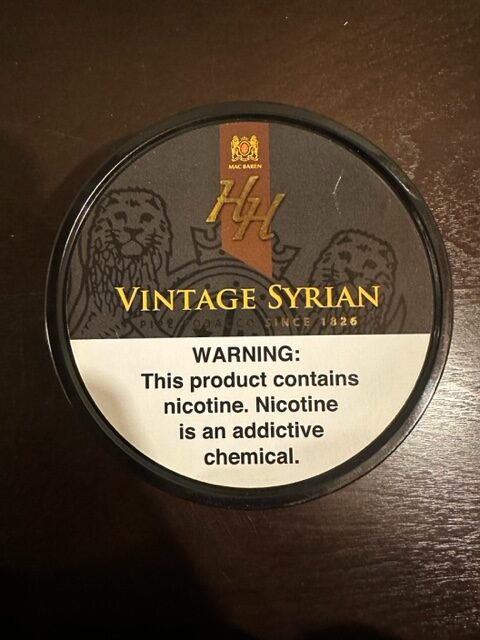 MAC BAREN
HH
VINTAGE SYRIAN
PIPE TOBACCO SINCE 1826
WARNING:
This product contains
nicotine. Nicotine
is an addictive
chemical.